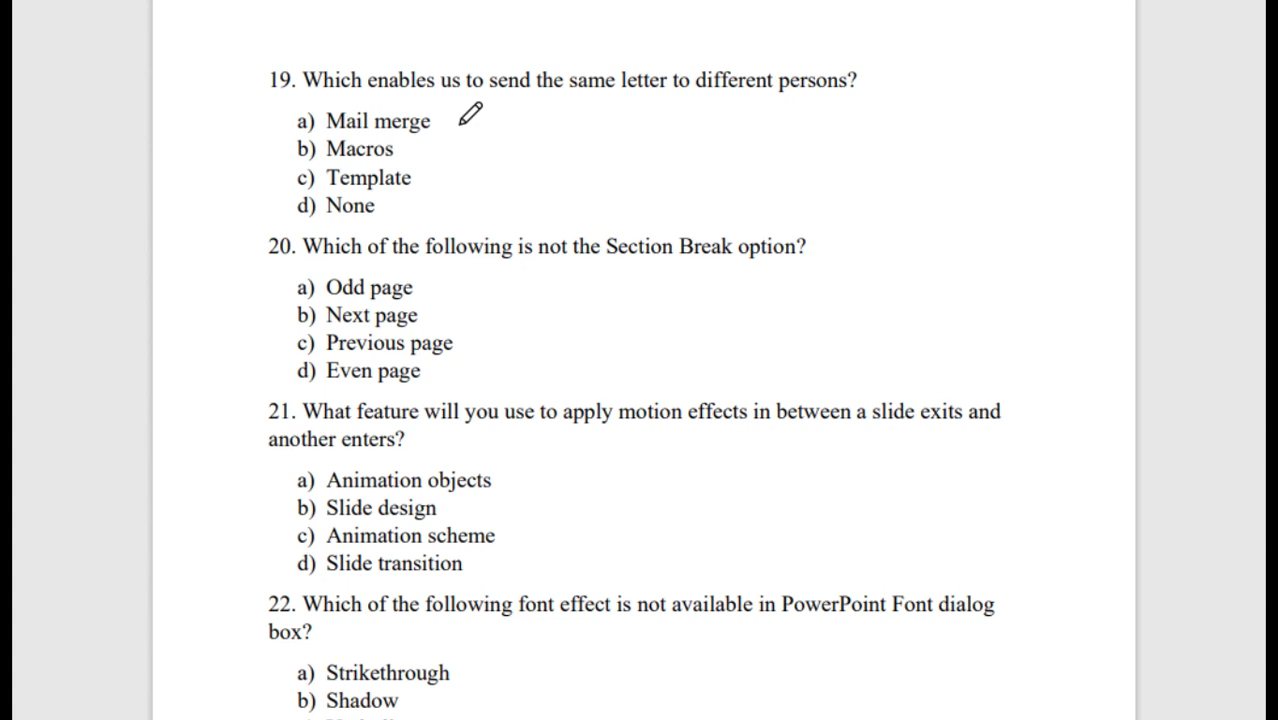 19. Which enables us to send the same letter to different persons?
a) Mail merge
b) Macros
c) Template
d) None
20. Which of the following is not the Section Break option?
a) Odd page
b) Next page
c) Previous page
d) Even page
21. What feature will you use to apply motion effects in between a slide exits and
another enters?
a) Animation objects
b) Slide design
c) Animation scheme
d) Slide transition
22. Which of the following font effect is not available in PowerPoint Font dialog
box?
a) Strikethrough
b) Shadow